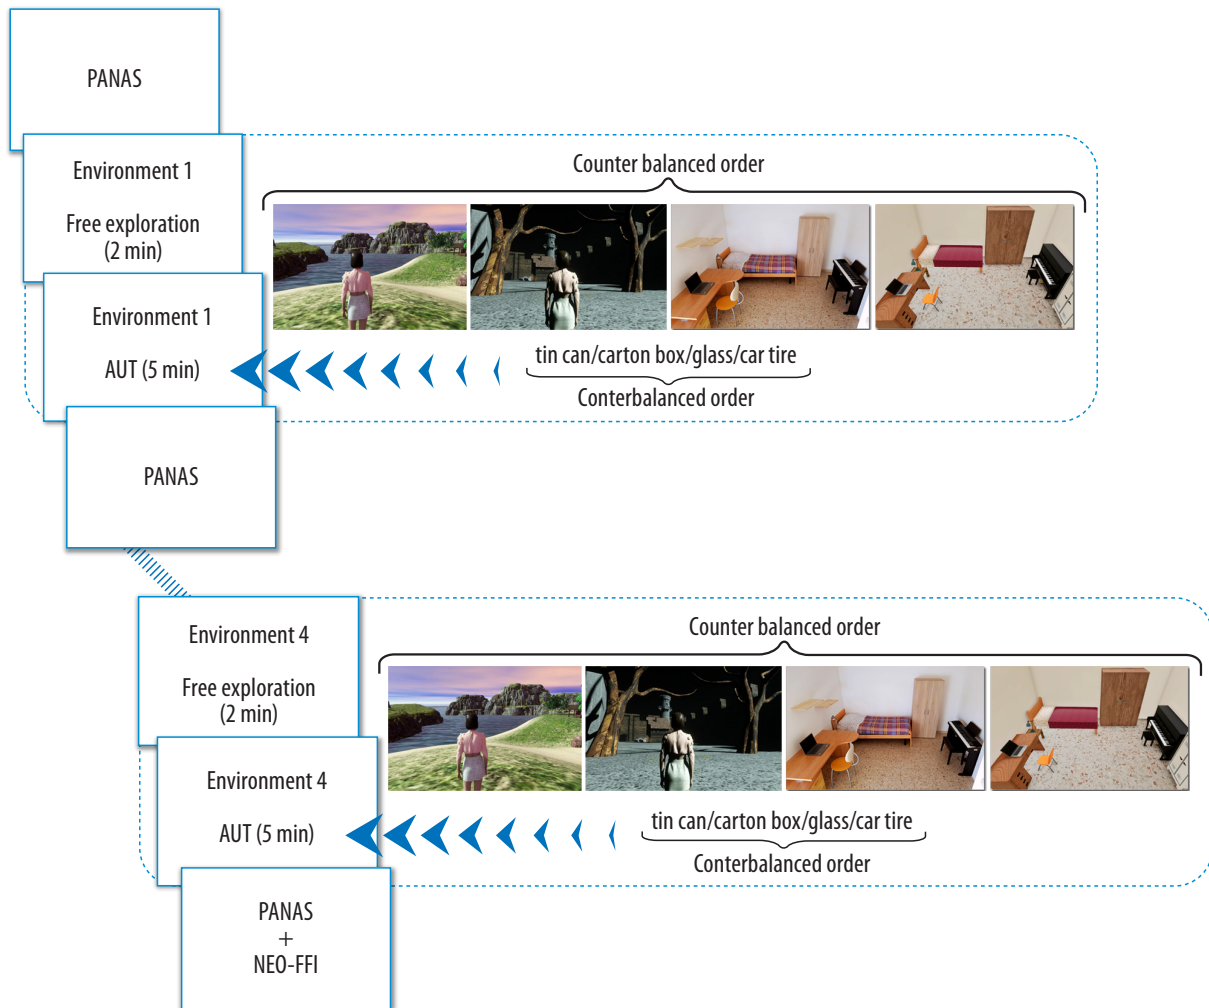 PANAS
Environment 1
Free exploration
(2 min)
Counter balanced order
Environment 1
AUT (5 min)
tin can/carton box/glass/car tire
Conterbalanced order
PANAS
Environment 4
Free exploration
(2 min)
Counter balanced order
Environment 4
AUT (5 min)
tin can/carton box/glass/car tire
Conterbalanced order
PANAS
+
NEO-FFI